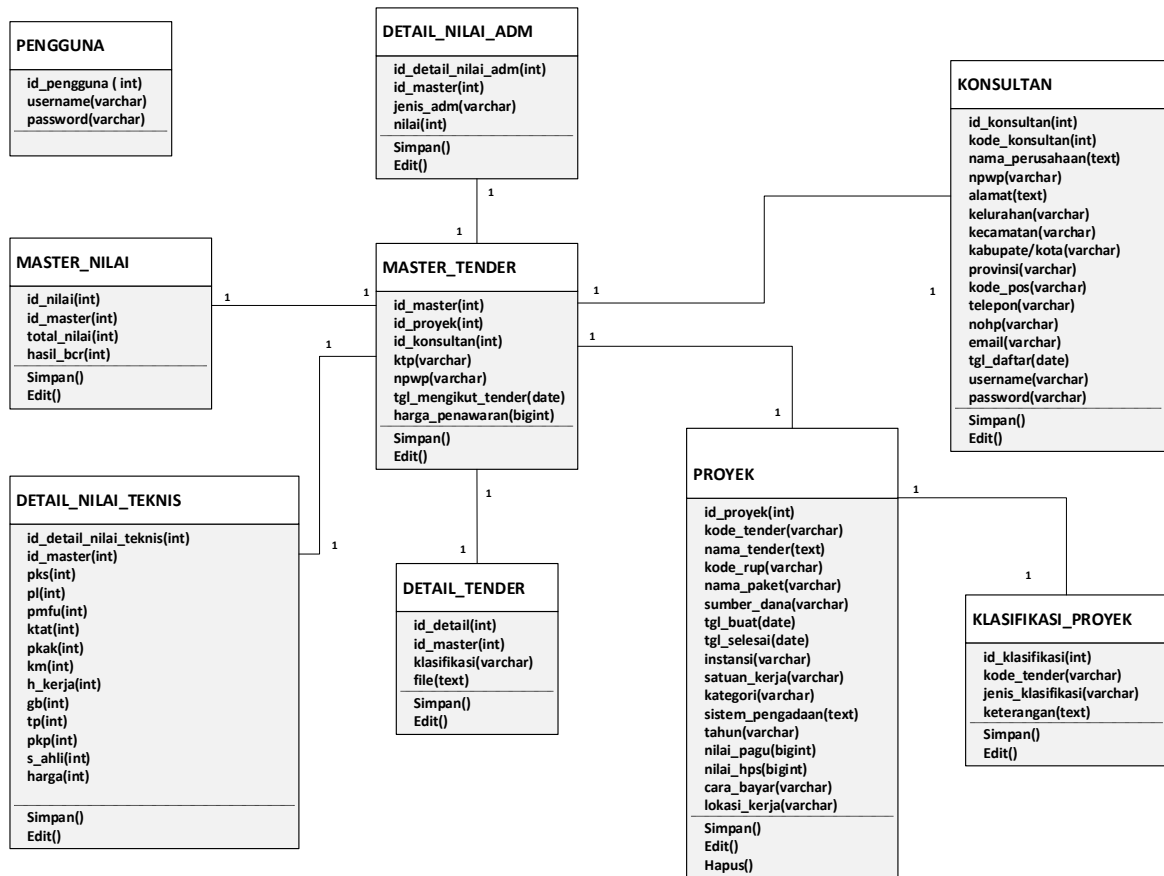 PENGGUNA
id_pengguna ( int)
username(varchar)
password(varchar)
DETAIL_NILAI_ADM
id_detail_nilai_adm(int)
id_master(int)
jenis_adm(varchar)
nilai(int)
Simpan()
Edit()
KONSULTAN
id_konsultan(int)
kode_konsultan(int)
nama_perusahaan(text)
npwp(varchar)
alamat(text)
kelurahan(varchar)
kecamatan(varchar)
kabupate/kota(varchar)
provinsi(varchar)
kode_pos(varchar)
telepon(varchar)
nohp(varchar)
email(varchar)
tgl_daftar(date)
username(varchar)
password(varchar)
Simpan()
Edit()
1
1
MASTER_NILAI
id_nilai(int)
id_master(int)
total_nilai(int)
hasil_bcr(int)
Simpan()
Edit()
1
1
MASTER_TENDER
id_master(int)
id_proyek(int)
id_konsultan(int)
ktp(varchar)
npwp(varchar)
tgl_mengikut_tender(date)
harga_penawaran(bigint)
Simpan()
Edit()
1
1
1
1
1
1
1
1
DETAIL_NILAI_TEKNIS
id_detail_nilai_teknis(int)
id_master(int)
pks(int)
pl(int)
pmfu(int)
ktat(int)
pkak(int)
km(int)
h_kerja(int)
gb(int)
tp(int)
pkp(int)
s_ahli(int)
harga(int)
Simpan()
Edit()
DETAIL_TENDER
id_detail(int)
id_master(int)
klasifikasi(varchar)
file(text)
Simpan()
Edit()
PROYEK
id_proyek(int)
kode_tender(varchar)
nama_tender(text)
kode_rup(varchar)
nama_paket(varchar)
sumber_dana(varchar)
tgl_buat(date)
tgl_selesai(date)
instansi(varchar)
satuan_kerja(varchar)
kategori(varchar)
sistem_pengadaan(text)
tahun(varchar)
nilai_pagu(bigint)
nilai_hps(bigint)
cara_bayar(varchar)
lokasi_kerja(varchar)
Simpan()
Edit()
Hapus()
1
1
KLASIFIKASI_PROYEK
id_klasifikasi(int)
kode_tender(varchar)
jenis_klasifikasi(varchar)
keterangan(text)
Simpan()
Edit()